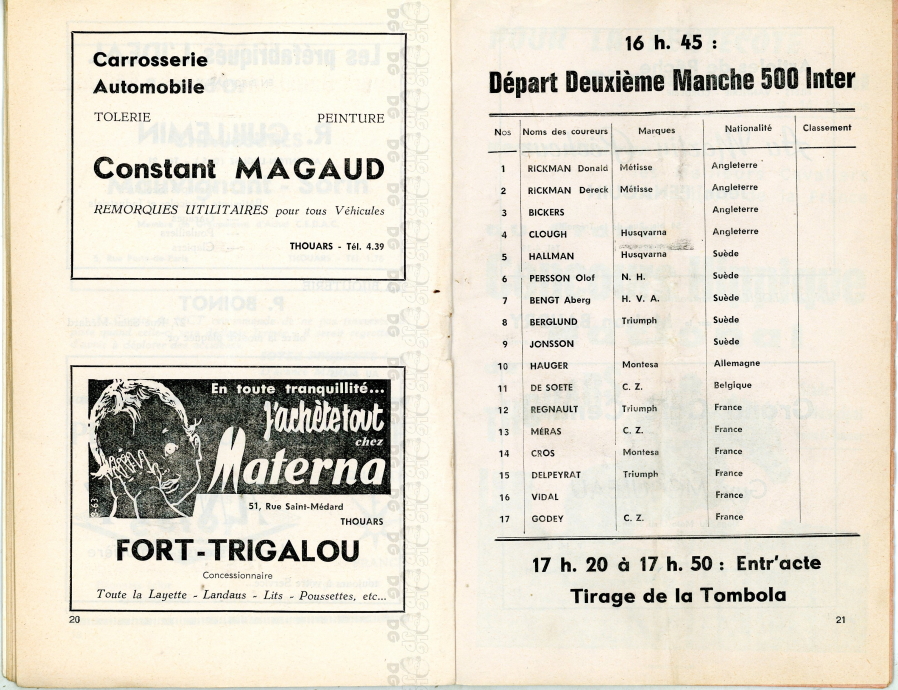 Carrosserie
Automobile
TOLERIE PEINTURE
Constant MAGAUD
REMORQUES UTILITAIRES pour tous Véhicules
THOUARS - Tél. 4.39
En toute tranquillité...
J'achète tout
chez
Materna
51, Rue Saint-Médard
THOUARS
FORT-TRIGALOU
Concessionnaire
Toute la Layette - Landaus - Lits - Poussettes, etc...
20
16 h. 45 :
Départ Deuxième Manche 500 Inter
Nos Noms des coureurs Marques Nationalité Classement
1 RICKMAN Donald Métisse Angleterre
2 RICKMAN Dereck Métisse Angleterre
3 BICKERS Angleterre
4 CLOUGH Husqvarna Angleterre
5 HALLMAN Husqvarna Suède
6 PERSSON Olof N. H. Suède
7 BENGT Aberg H. V. A. Suède
8 BERGLUND Triumph Suède
9 JONSSON Suède
10 HAUGER Montesa Allemagne
11 DE SOETE C. Z. Belgique
12 REGNAULT Triumph France
13 MÉRAS C. Z. France
14 CROS Montesa France
15 DELPEYRAT Triumph France
16 VIDAL France
17 GODEY C. Z. France
17 h. 20 à 17 h. 50 : Entr'acte
Tirage de la Tombola
21